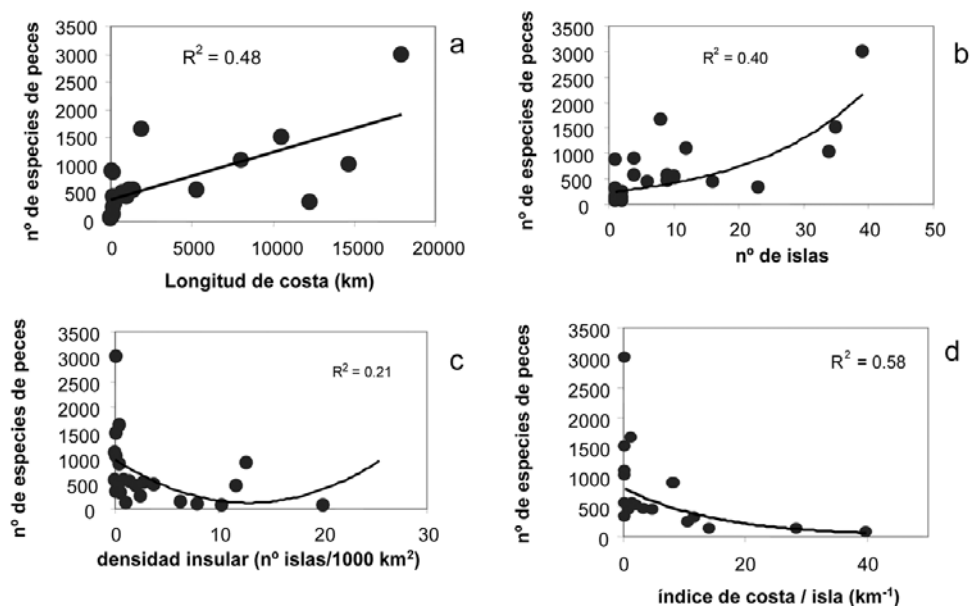 3500
3000
2500
2000
1500
1000
500
0
nº de especies de peces
R² = 0.48
a
0 5000 10000 15000 20000
Longitud de costa (km)
3500
3000
2500
2000
1500
1000
500
0
nº de especies de peces
R² = 0.40
b
0 10 20 30 40 50
nº de islas
3500
3000
2500
2000
1500
1000
500
0
nº de especies de peces
R² = 0.21
c
0 10 20 30
densidad insular (nº islas/1000 km²)
3500
3000
2500
2000
1500
1000
500
0
nº de especies de peces
R² = 0.58
d
0 20 40
índice de costa / isla (km⁻¹)